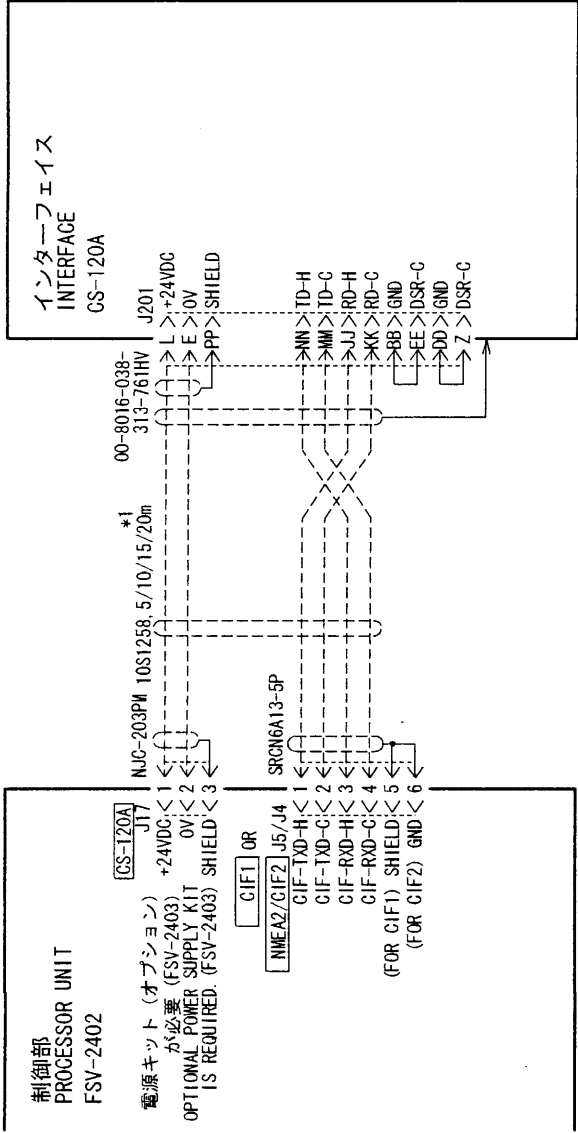 制御部
PROCESSOR UNIT
FSV-2402
電源キット (オプション)
が必要 (FSV-2403)
OPTIONAL POWER SUPPLY KIT
IS REQUIRED. (FSV-2403)
CS-120A
J17
+24VDC 1
0V 2
SHIELD 3
NJC-203PM
10S1258, 5/10/15/20m
*1
CIF1 OR
NMEA2/CIF2 J5/J4
SRCN6A13-5P
CIF-TXD-H 1
CIF-TXD-C 2
CIF-RXD-H 3
CIF-RXD-C 4
(FOR CIF1) SHIELD 5
(FOR CIF2) GND 6
00-8016-038-
313-761HV
インターフェイス
INTERFACE
CS-120A
J201
L +24VDC
E 0V
PP SHIELD
NN TD-H
MM TD-C
JJ RD-H
KK RD-C
BB GND
EE DSR-C
DD GND
Z DSR-C